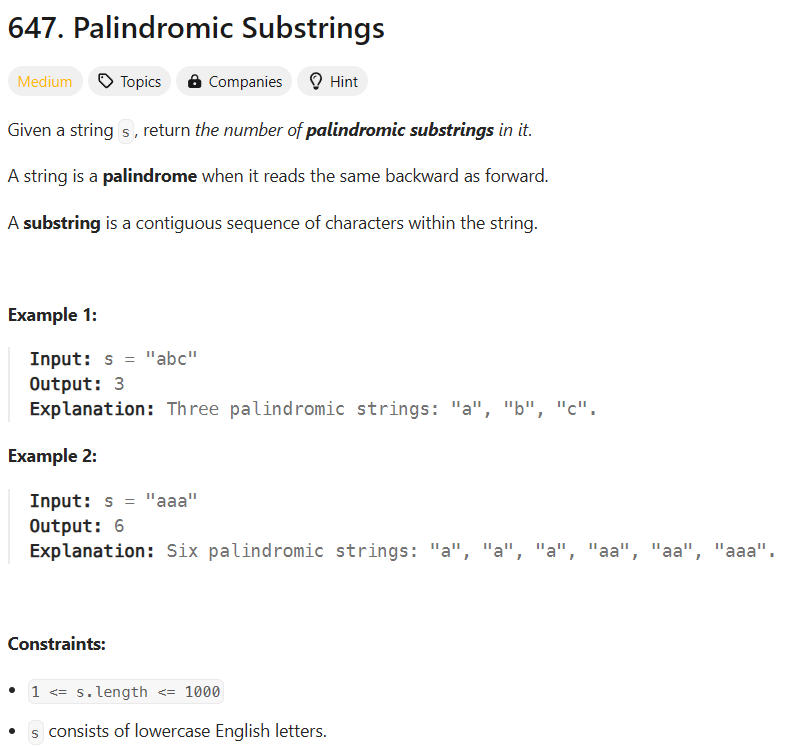 647. Palindromic Substrings
Medium Topics Companies Hint
Given a string s, return the number of palindromic substrings in it.
A string is a palindrome when it reads the same backward as forward.
A substring is a contiguous sequence of characters within the string.
Example 1:
Input: s = "abc"
Output: 3
Explanation: Three palindromic strings: "a", "b", "c".
Example 2:
Input: s = "aaa"
Output: 6
Explanation: Six palindromic strings: "a", "a", "a", "aa", "aa", "aaa".
Constraints:
• 1 <= s.length <= 1000
• s consists of lowercase English letters.